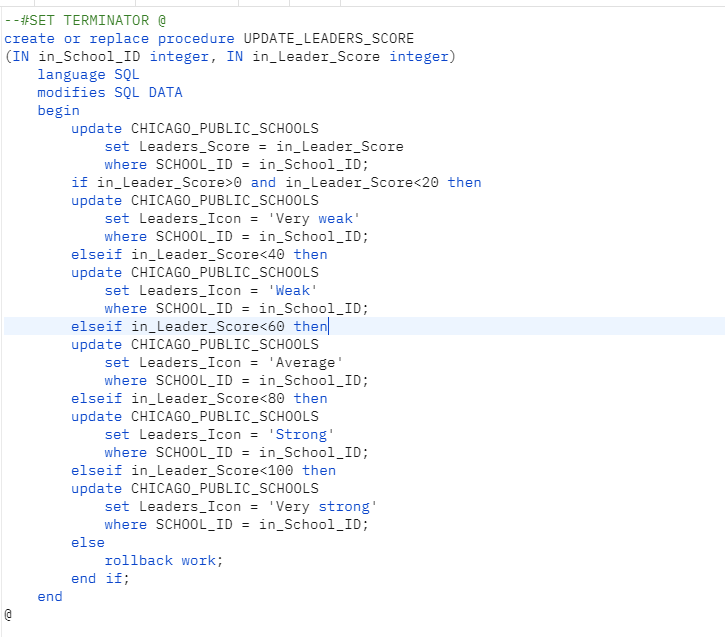 --#SET TERMINATOR @
create or replace procedure UPDATE_LEADERS_SCORE
(IN in_School_ID integer, IN in_Leader_Score integer)
    language SQL
    modifies SQL DATA
    begin
        update CHICAGO_PUBLIC_SCHOOLS
            set Leaders_Score = in_Leader_Score
            where SCHOOL_ID = in_School_ID;
        if in_Leader_Score>0 and in_Leader_Score<20 then
        update CHICAGO_PUBLIC_SCHOOLS
            set Leaders_Icon = 'Very weak'
            where SCHOOL_ID = in_School_ID;
        elseif in_Leader_Score<40 then
        update CHICAGO_PUBLIC_SCHOOLS
            set Leaders_Icon = 'Weak'
            where SCHOOL_ID = in_School_ID;
        elseif in_Leader_Score<60 then
        update CHICAGO_PUBLIC_SCHOOLS
            set Leaders_Icon = 'Average'
            where SCHOOL_ID = in_School_ID;
        elseif in_Leader_Score<80 then
        update CHICAGO_PUBLIC_SCHOOLS
            set Leaders_Icon = 'Strong'
            where SCHOOL_ID = in_School_ID;
        elseif in_Leader_Score<100 then
        update CHICAGO_PUBLIC_SCHOOLS
            set Leaders_Icon = 'Very strong'
            where SCHOOL_ID = in_School_ID;
        else
            rollback work;
        end if;
    end
@